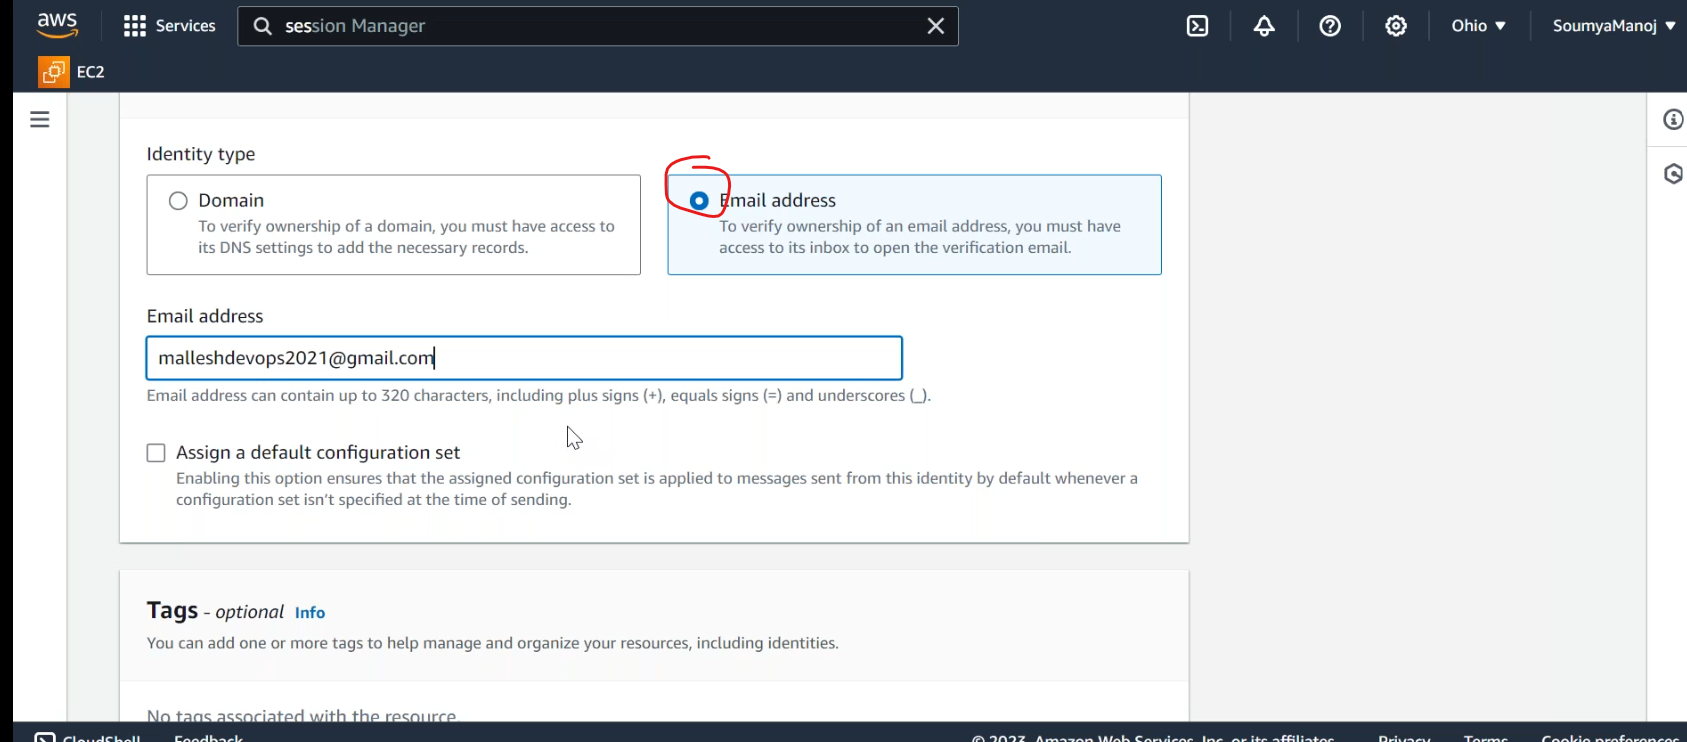 aws
Services
session Manager
Ohio
SoumyaManoj
EC2
Identity type
Domain
To verify ownership of a domain, you must have access to
its DNS settings to add the necessary records.
Email address
To verify ownership of an email address, you must have
access to its inbox to open the verification email.
Email address
malleshdevops2021@gmail.com
Email address can contain up to 320 characters, including plus signs (+), equals signs (=) and underscores (_).
Assign a default configuration set
Enabling this option ensures that the assigned configuration set is applied to messages sent from this identity by default whenever a
configuration set isn't specified at the time of sending.
Tags - optional Info
You can add one or more tags to help manage and organize your resources, including identities.
No tags associated with the resource.
CloudShell Feedback © 2023, Amazon Web Services, Inc. or its affiliates. Privacy Terms Cookie preferences